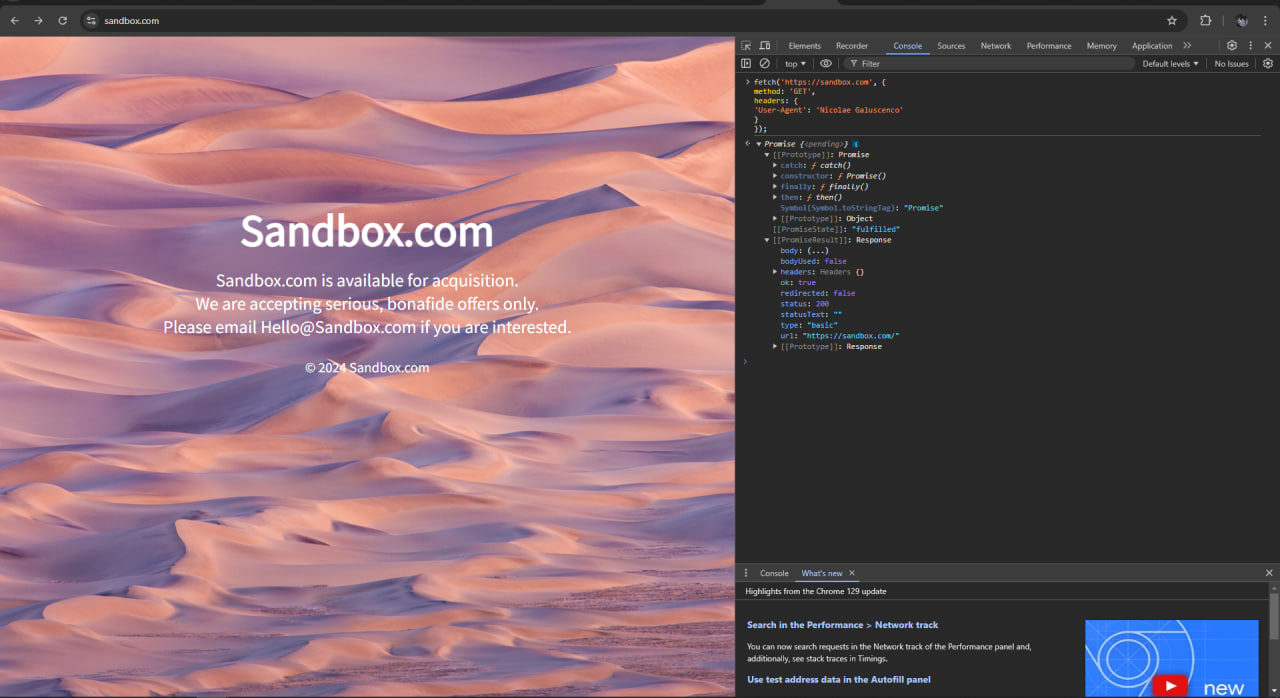 sandbox.com
Sandbox.com
Sandbox.com is available for acquisition.
We are accepting serious, bonafide offers only.
Please email Hello@Sandbox.com if you are interested.
© 2024 Sandbox.com
Elements Recorder Console Sources Network Performance Memory Application
top Filter Default levels No Issues
fetch('https://sandbox.com', {
method: 'GET',
headers: {
'User-Agent': 'Nicolae Galuscenco'
}
});
Promise {<pending>}
[[Prototype]]: Promise
catch: ƒ catch()
constructor: ƒ Promise()
finally: ƒ finally()
then: ƒ then()
Symbol(Symbol.toStringTag): "Promise"
[[Prototype]]: Object
[[PromiseState]]: "fulfilled"
[[PromiseResult]]: Response
body: (...)
bodyUsed: false
headers: Headers {}
ok: true
redirected: false
status: 200
statusText: ""
type: "basic"
url: "https://sandbox.com/"
[[Prototype]]: Response
Console What's new
Highlights from the Chrome 129 update
Search in the Performance > Network track
You can now search requests in the Network track of the Performance panel and,
additionally, see stack traces in Timings.
Use test address data in the Autofill panel
new